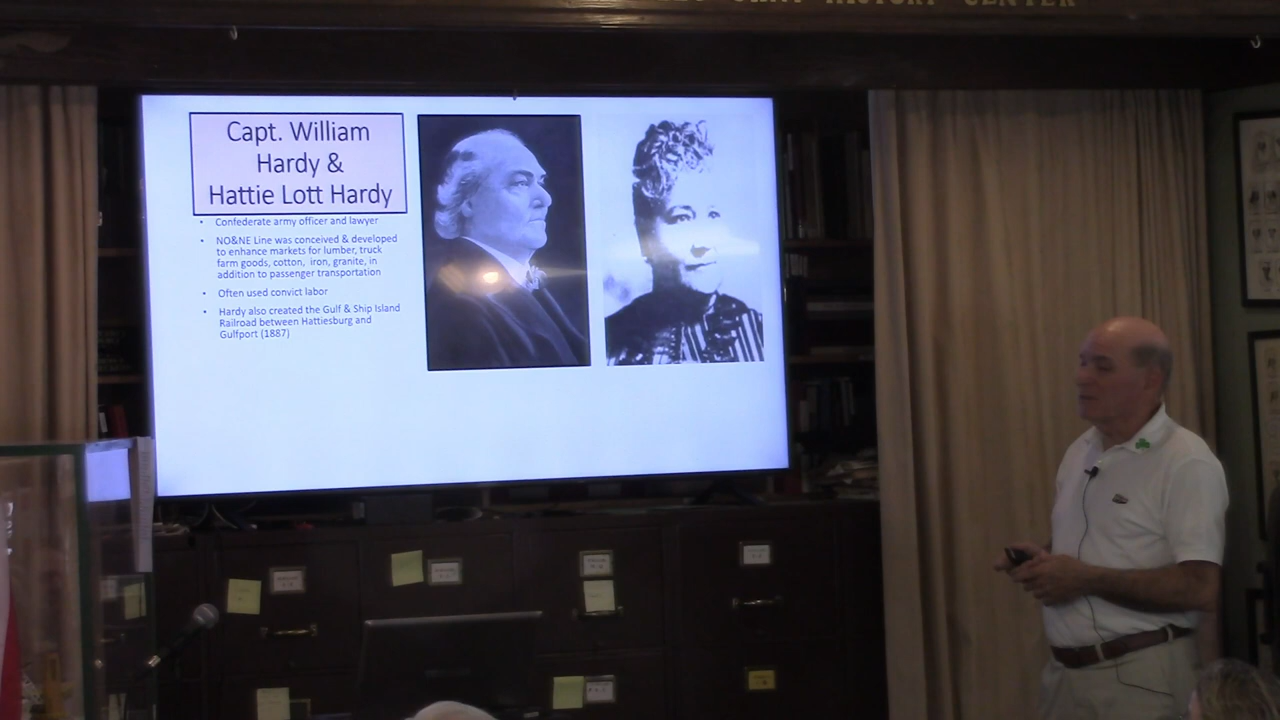 HISTORY CENTER
Capt. William
Hardy &
Hattie Lott Hardy
• Confederate army officer and lawyer
• NO&NE Line was conceived & developed
to enhance markets for lumber, truck
farm goods, cotton, iron, granite, in
addition to passenger transportation
• Often used convict labor
• Hardy also created the Gulf & Ship Island
Railroad between Hattiesburg and
Gulfport (1887)